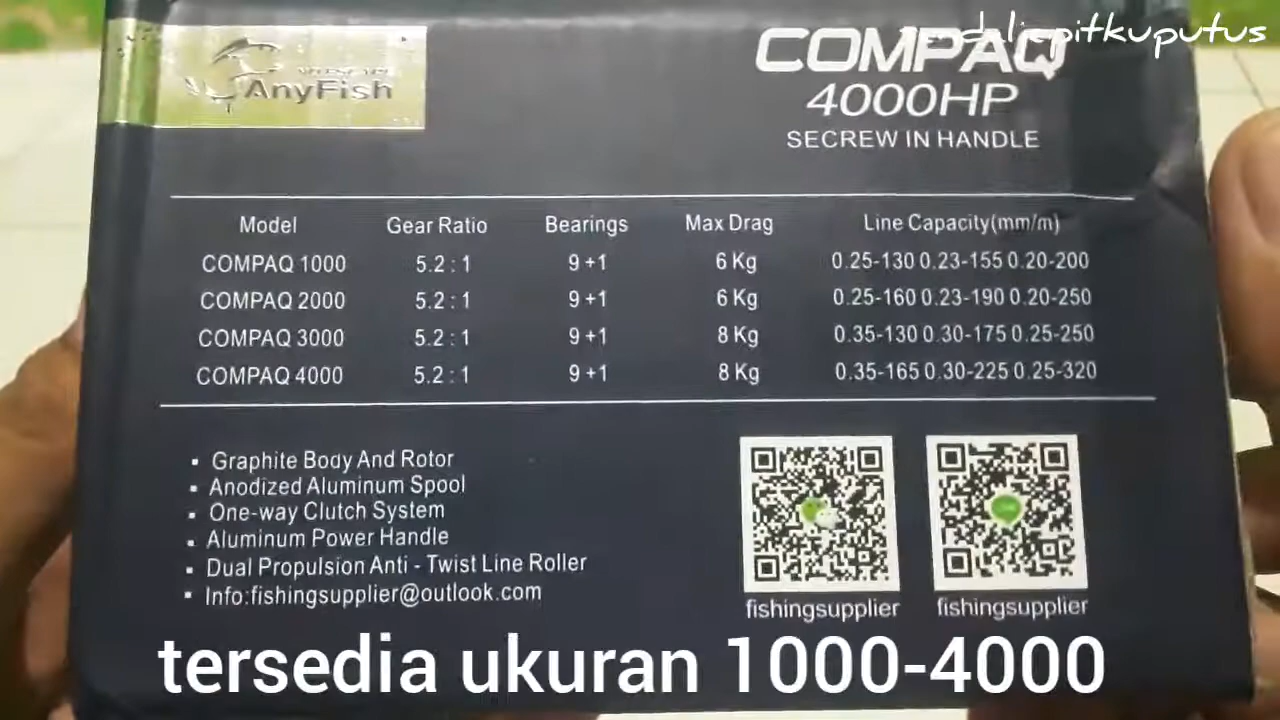 AnyFish
COMPAQ
4000HP
SECREW IN HANDLE
Model Gear Ratio Bearings Max Drag Line Capacity(mm/m)
COMPAQ 1000 5.2 : 1 9 +1 6 Kg 0.25-130 0.23-155 0.20-200
COMPAQ 2000 5.2 : 1 9 +1 6 Kg 0.25-160 0.23-190 0.20-250
COMPAQ 3000 5.2 : 1 9 +1 8 Kg 0.35-130 0.30-175 0.25-250
COMPAQ 4000 5.2 : 1 9 +1 8 Kg 0.35-165 0.30-225 0.25-320
▪ Graphite Body And Rotor
▪ Anodized Aluminum Spool
▪ One-way Clutch System
▪ Aluminum Power Handle
▪ Dual Propulsion Anti - Twist Line Roller
▪ Info:fishingsupplier@outlook.com
fishingsupplier fishingsupplier
tersedia ukuran 1000-4000